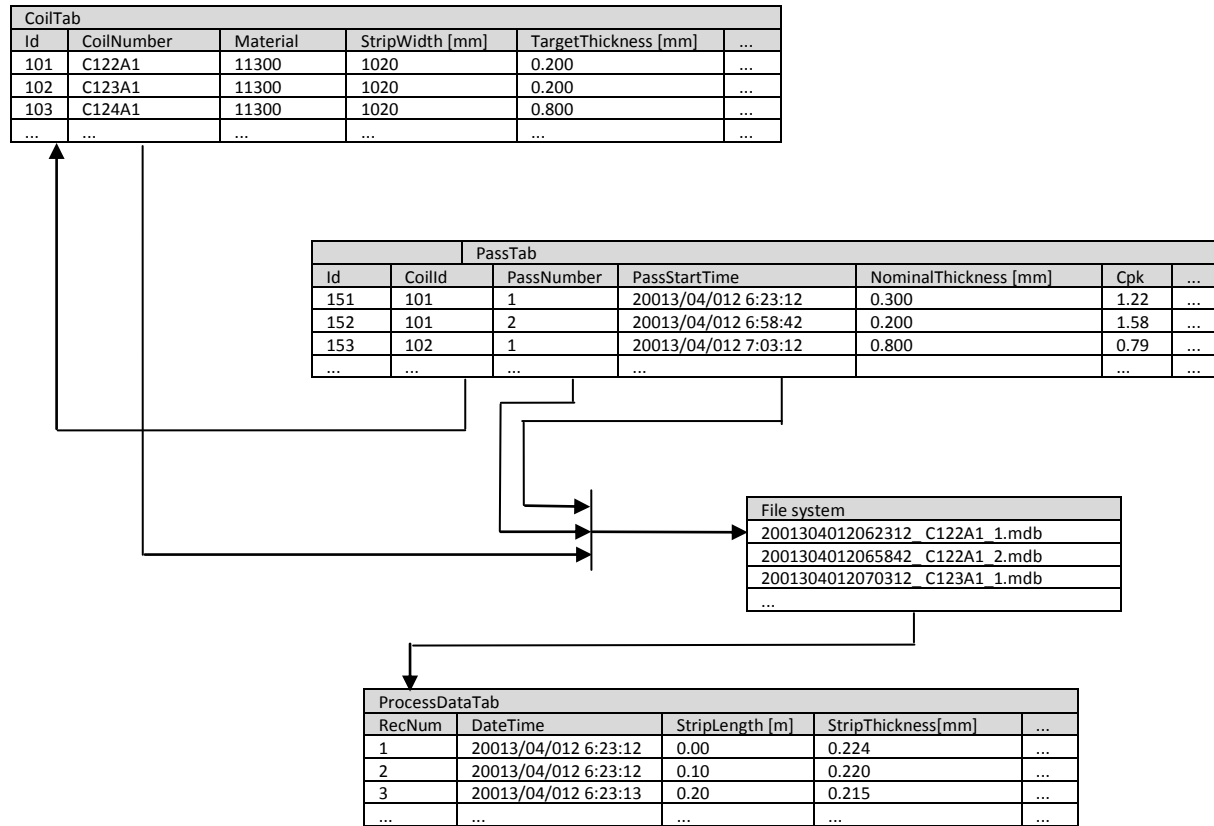 CoilTab
Id CoilNumber Material StripWidth [mm] TargetThickness [mm] ...
101 C122A1 11300 1020 0.200 ...
102 C123A1 11300 1020 0.200 ...
103 C124A1 11300 1020 0.800 ...
... ... ... ... ... ...
PassTab
Id CoilId PassNumber PassStartTime NominalThickness [mm] Cpk ...
151 101 1 20013/04/012 6:23:12 0.300 1.22 ...
152 101 2 20013/04/012 6:58:42 0.200 1.58 ...
153 102 1 20013/04/012 7:03:12 0.800 0.79 ...
... ... ... ... ... ...
File system
2001304012062312_ C122A1_1.mdb
2001304012065842_ C122A1_2.mdb
2001304012070312_ C123A1_1.mdb
...
ProcessDataTab
RecNum DateTime StripLength [m] StripThickness[mm] ...
1 20013/04/012 6:23:12 0.00 0.224 ...
2 20013/04/012 6:23:12 0.10 0.220 ...
3 20013/04/012 6:23:13 0.20 0.215 ...
... ... ... ... ...